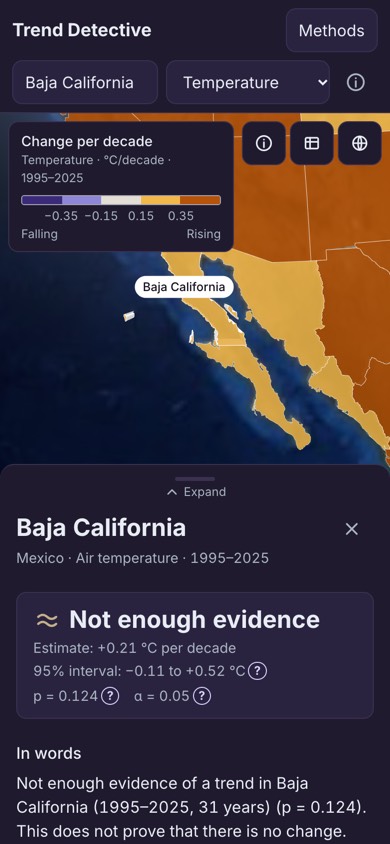 Trend Detective
Methods
Baja California
Temperature
Change per decade
Temperature · °C/decade ·
1995–2025
−0.35 −0.15 0.15 0.35
Falling
Rising
Baja California
Expand
Baja California
Mexico · Air temperature · 1995–2025
≈ Not enough evidence
Estimate: +0.21 °C per decade
95% interval: −0.11 to +0.52 °C ?
p = 0.124 ? α = 0.05 ?
In words
Not enough evidence of a trend in Baja
California (1995–2025, 31 years) (p = 0.124).
This does not prove that there is no change.